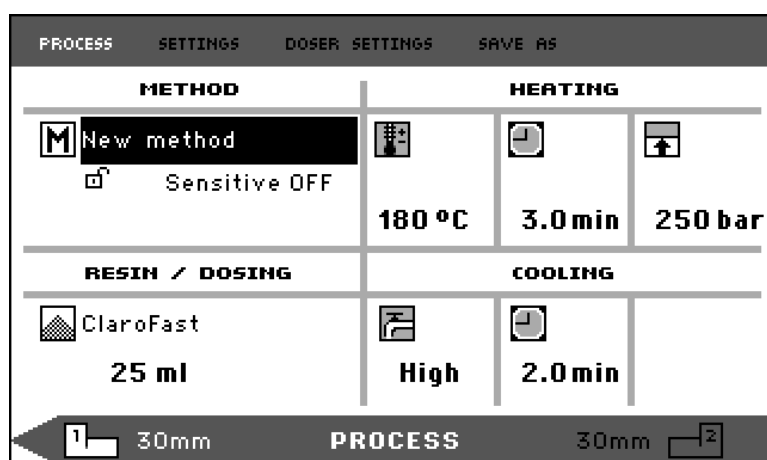 PROCESS SETTINGS DOSER SETTINGS SAVE AS
METHOD HEATING
M New method
Sensitive OFF
180 ºC 3.0 min 250 bar
RESIN / DOSING COOLING
ClaroFast
25 ml High 2.0 min
1 30mm PROCESS 30mm 2